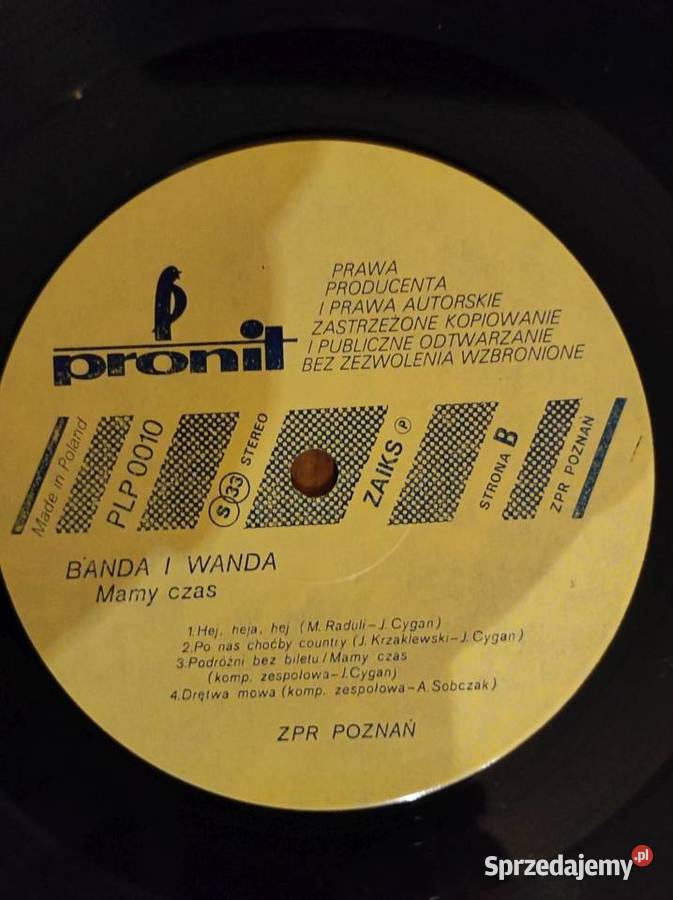 PRAWA
PRODUCENTA
I PRAWA AUTORSKIE
ZASTRZEŻONE KOPIOWANIE
I PUBLICZNE ODTWARZANIE
BEZ ZEZWOLENIA WZBRONIONE
pronit
Made in Poland
PLP 0010
S 33 STEREO
ZAIKS Ⓟ
STRONA B
ZPR POZNAŃ
BANDA I WANDA
Mamy czas
1. Hej, heja, hej (M. Raduli-J. Cygan)
2. Po nas choćby country (J. Krzaklewski-J. Cygan)
3. Podróżni bez biletu/Mamy czas
(komp. zespołowa-J. Cygan)
4. Drętwa mowa (komp. zespołowa-A. Sobczak)
ZPR POZNAŃ
Sprzedajemy.pl